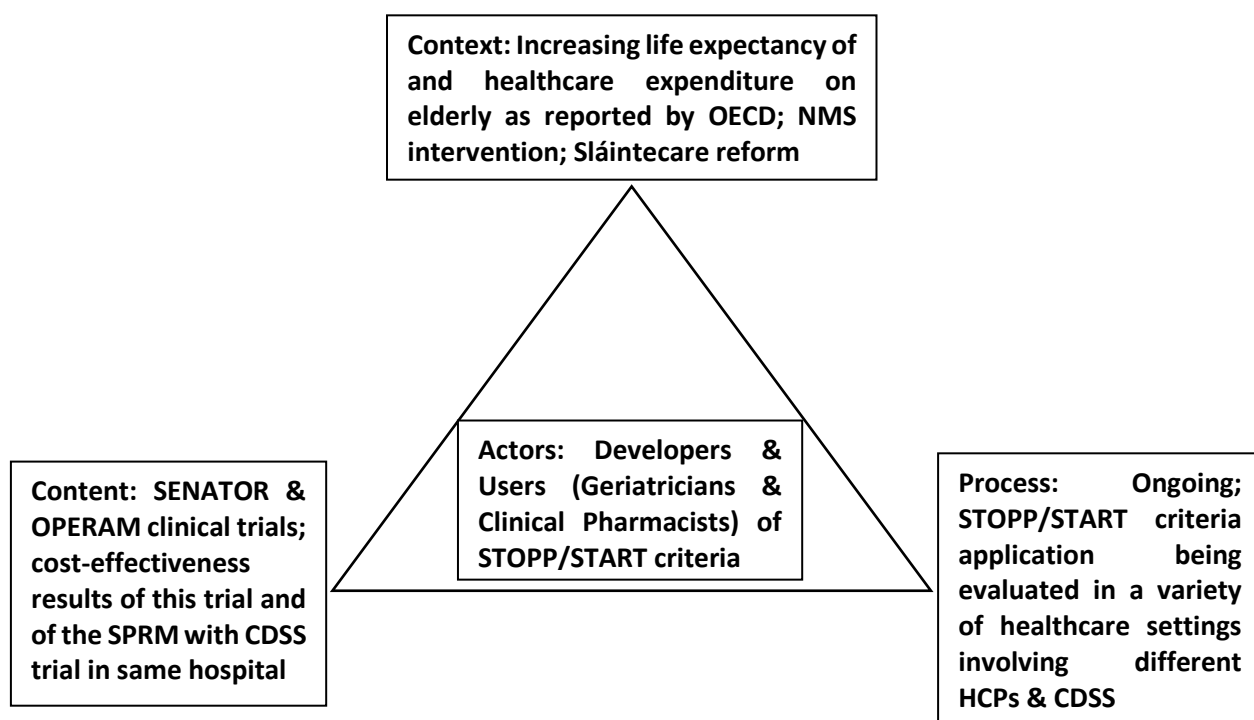 Context: Increasing life expectancy of
and healthcare expenditure on
elderly as reported by OECD; NMS
intervention; Sláintecare reform
Actors: Developers &
Users (Geriatricians &
Clinical Pharmacists) of
STOPP/START criteria
Content: SENATOR &
OPERAM clinical trials;
cost-effectiveness
results of this trial and
of the SPRM with CDSS
trial in same hospital
Process: Ongoing;
STOPP/START criteria
application being
evaluated in a variety
of healthcare settings
involving different
HCPs & CDSS